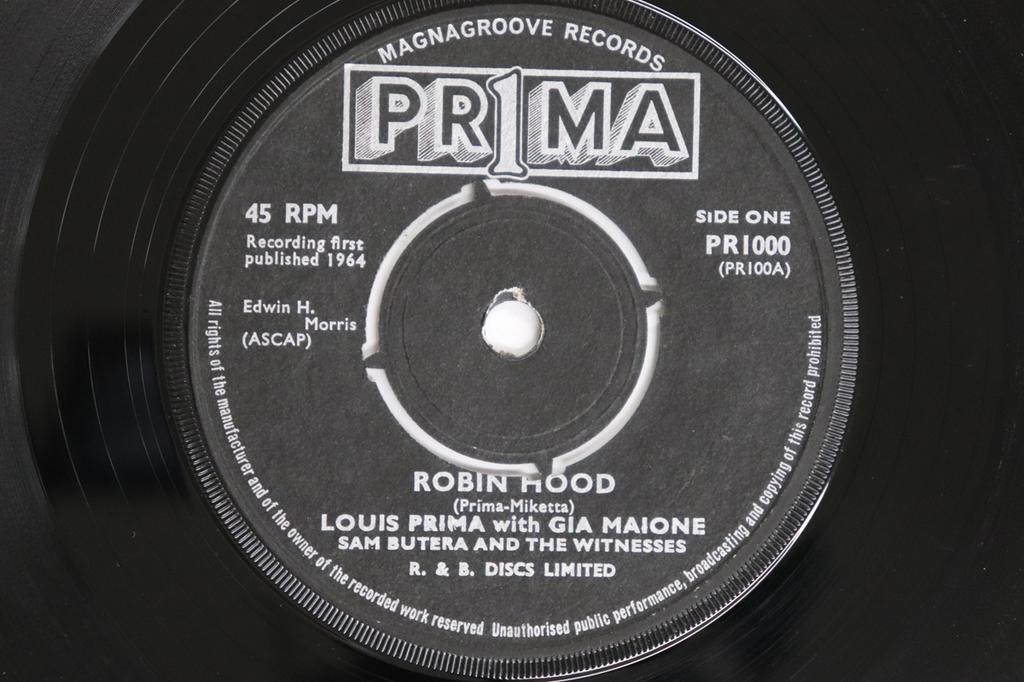 MAGNAGROOVE RECORDS
PR1MA
45 RPM
Recording first
published 1964
SIDE ONE
PR1000
(PR100A)
Edwin H.
Morris
(ASCAP)
ROBIN HOOD
(Prima-Miketta)
LOUIS PRIMA with GIA MAIONE
SAM BUTERA AND THE WITNESSES
R. & B. DISCS LIMITED
All rights of the manufacturer and of the owner of the recorded work reserved Unauthorised public performance, broadcasting and copying of this record prohibited